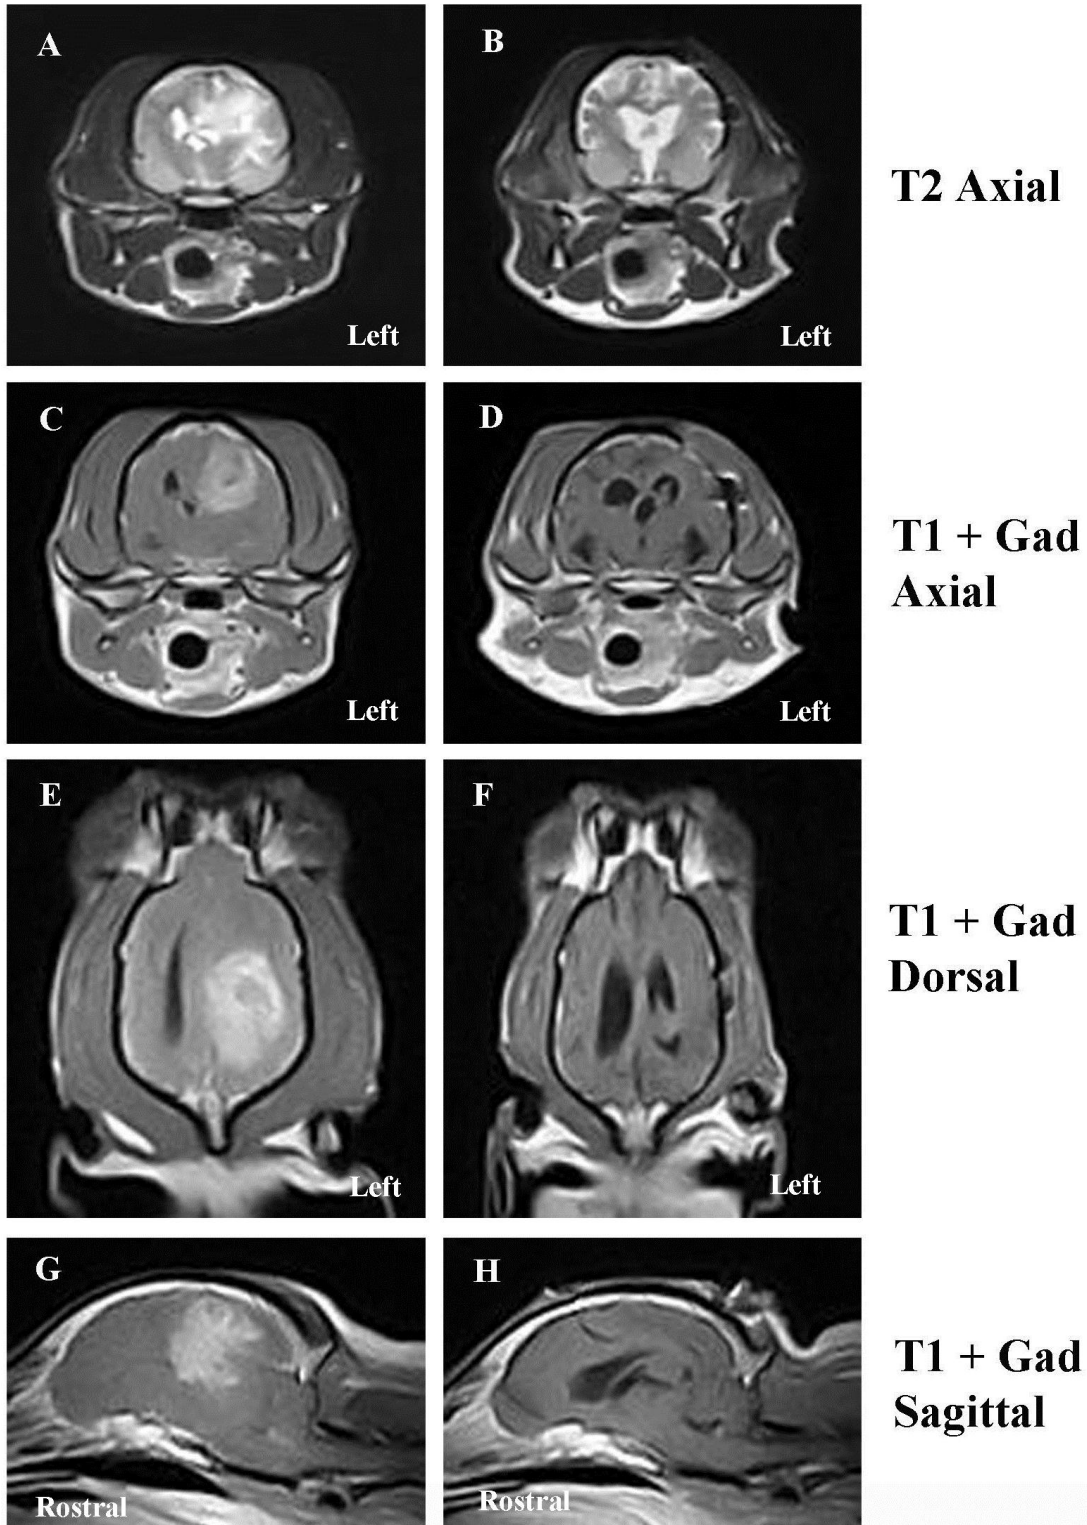 A
B
Left
Left
T2 Axial
C
D
Left
Left
T1 + Gad
Axial
E
F
Left
Left
T1 + Gad
Dorsal
G
H
Rostral
Rostral
T1 + Gad
Sagittal